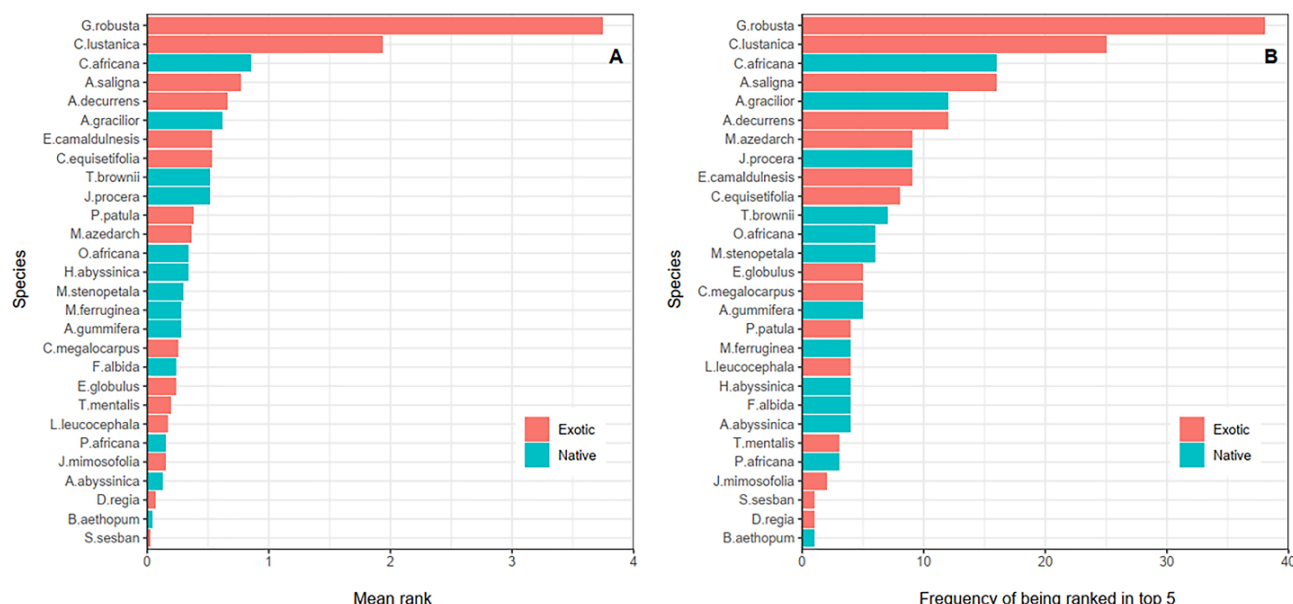 G.robusta
C.lustanica
C.africana
A.saligna
A.decurrens
A.gracilior
E.camaldulnesis
C.equisetifolia
T.brownii
J.procera
P.patula
M.azedarch
O.africana
H.abyssinica
M.stenopetala
M.ferruginea
A.gummifera
C.megalocarpus
F.albida
E.globulus
T.mentalis
L.leucocephala
P.africana
J.mimosofolia
A.abyssinica
D.regia
B.aethopum
S.sesban
Species
A
Exotic
Native
0 1 2 3 4
Mean rank
G.robusta
C.lustanica
C.africana
A.saligna
A.gracilior
A.decurrens
M.azedarch
J.procera
E.camaldulnesis
C.equisetifolia
T.brownii
O.africana
M.stenopetala
E.globulus
C.megalocarpus
A.gummifera
P.patula
M.ferruginea
L.leucocephala
H.abyssinica
F.albida
A.abyssinica
T.mentalis
P.africana
J.mimosofolia
S.sesban
D.regia
B.aethopum
Species
B
Exotic
Native
0 10 20 30 40
Frequency of being ranked in top 5